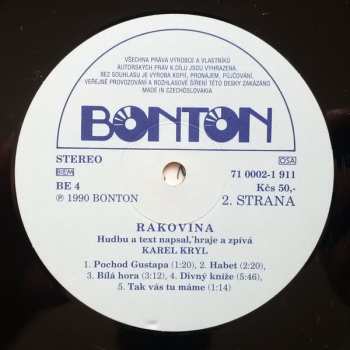 VŠECHNA PRÁVA VÝROBCE A VLASTNÍKŮ
AUTORSKÝCH PRÁV K DÍLU JSOU VYHRAZENA.
BEZ SOUHLASU JE VÝROBA KOPIÍ, PRONÁJEM, PŮJČOVÁNÍ,
VEŘEJNÉ PROVOZOVÁNÍ A ROZHLASOVÉ ŠÍŘENÍ TÉTO DESKY ZAKÁZÁNO
MADE IN CZECHOSLOVAKIA
BONTON
STEREO
OSA
BIEM
71 0002-1 911
BE 4
Kčs 50,-
℗ 1990 BONTON
2. STRANA
RAKOVINA
Hudbu a text napsal, hraje a zpívá
KAREL KRYL
1. Pochod Gustapa (1:20), 2. Habet (2:20),
3. Bílá hora (3:12), 4. Divný kníže (5:46),
5. Tak vás tu máme (1:14)